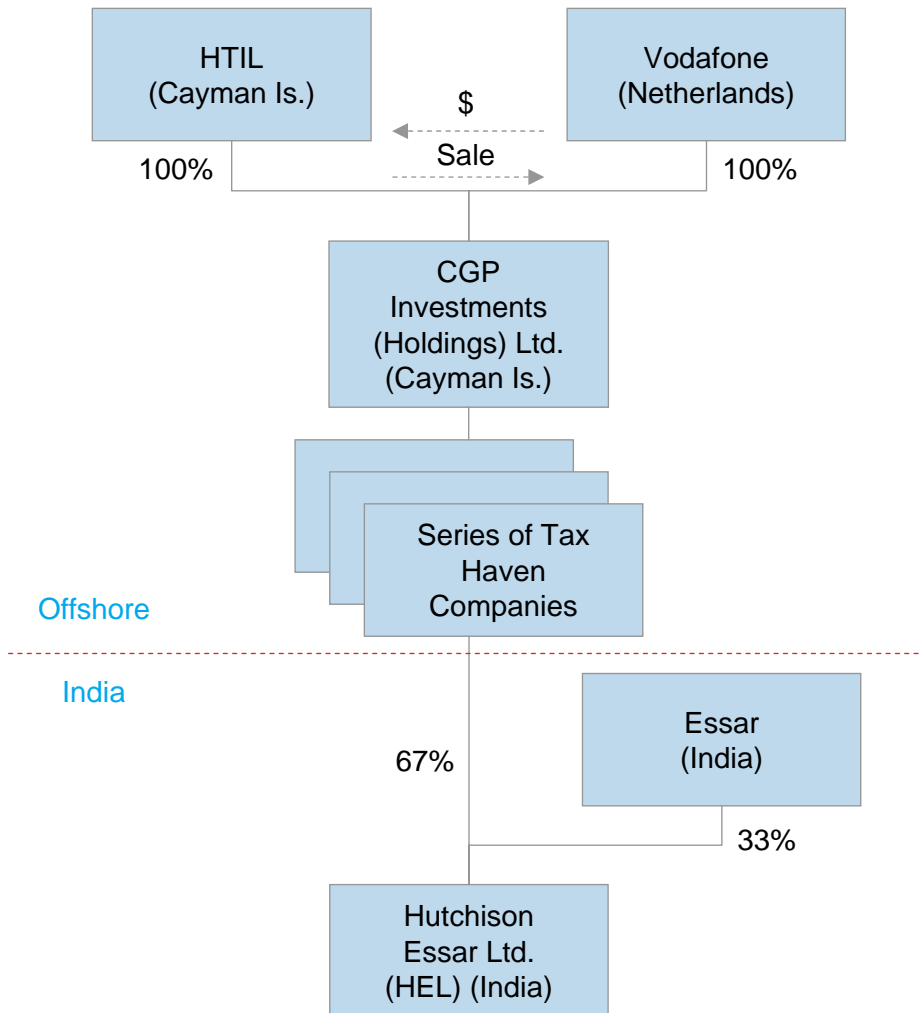 HTIL
(Cayman Is.)
Vodafone
(Netherlands)
$
Sale
100%
100%
CGP
Investments
(Holdings) Ltd.
(Cayman Is.)
Series of Tax
Haven
Companies
Offshore
India
Essar
(India)
67%
33%
Hutchison
Essar Ltd.
(HEL) (India)